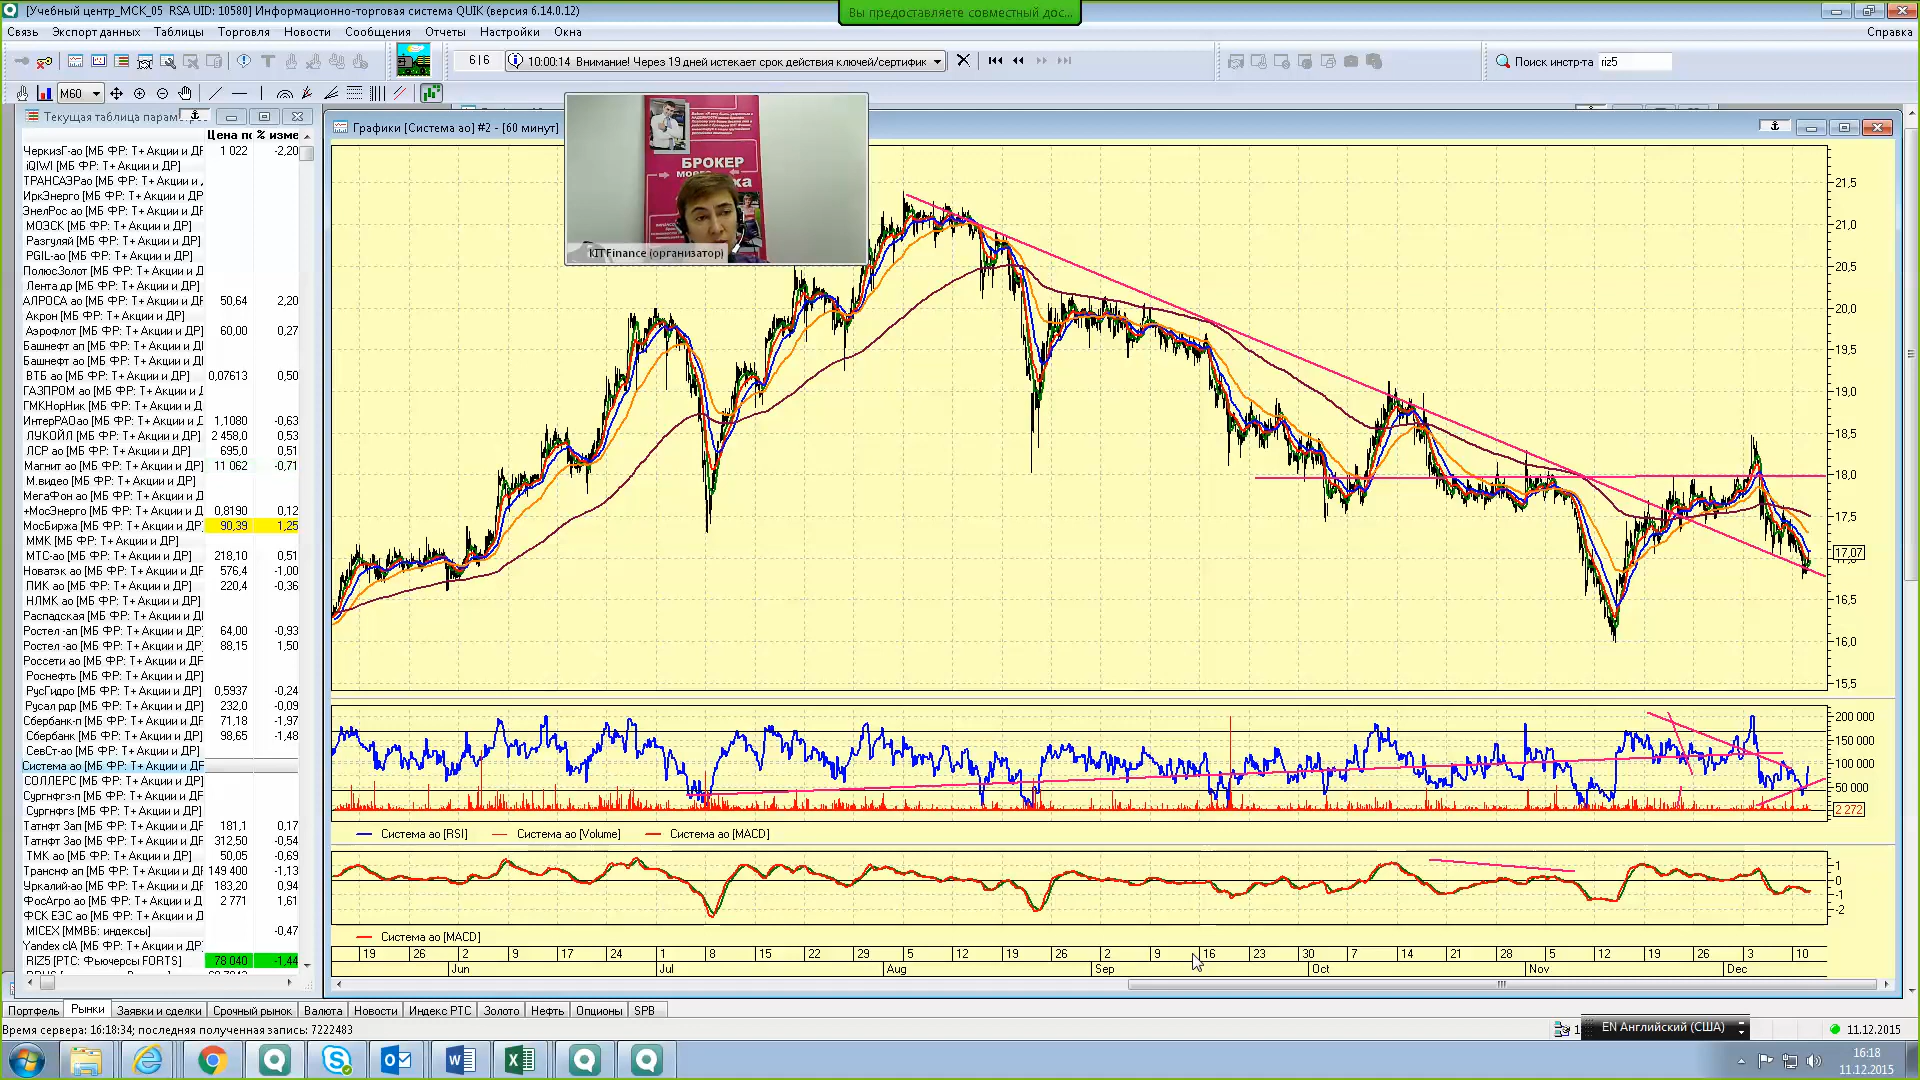 [Учебный центр_МСК_05 RSA UID: 10580] Информационно-торговая система QUIK (версия 6.14.0.12)
Вы предоставляете совместный дос...
Связь Экспорт данных Таблицы Торговля Новости Сообщения Отчеты Настройки Окна Справка
6|6 10:00:14 Внимание! Через 19 дней истекает срок действия ключей/сертифик Поиск инстр-та riz5
M60
Текущая таблица парам
Графики [Система ао] #2 - [60 минут]
Цена по % изме
ЧеркизГ-ао [МБ ФР: Т+ Акции и ДР 1 022 -2,20
iQIWI [МБ ФР: Т+ Акции и ДР]
ТРАНСАЭРао [МБ ФР: Т+ Акции и
ИркЭнерго [МБ ФР: Т+ Акции и ДР
ЭнелРос ао [МБ ФР: Т+ Акции и ДР
МОЭСК [МБ ФР: Т+ Акции и ДР]
Разгуляй [МБ ФР: Т+ Акции и ДР]
PGIL-ао [МБ ФР: Т+ Акции и ДР]
ПолюсЗолот [МБ ФР: Т+ Акции и ДР
Лента др [МБ ФР: Т+ Акции и ДР]
АЛРОСА ао [МБ ФР: Т+ Акции и ДР 50,64 2,20
Акрон [МБ ФР: Т+ Акции и ДР]
Аэрофлот [МБ ФР: Т+ Акции и ДР] 60,00 0,27
Башнефт ап [МБ ФР: Т+ Акции и ДР
Башнефт ао [МБ ФР: Т+ Акции и ДР
ВТБ ао [МБ ФР: Т+ Акции и ДР] 0,07613 0,50
ГАЗПРОМ ао [МБ ФР: Т+ Акции и
ГМКНорНик [МБ ФР: Т+ Акции и ДР
ИнтерРАОао [МБ ФР: Т+ Акции и ДР 1,1080 -0,63
ЛУКОЙЛ [МБ ФР: Т+ Акции и ДР] 2 458,0 0,53
ЛСР ао [МБ ФР: Т+ Акции и ДР] 695,0 0,51
Магнит ао [МБ ФР: Т+ Акции и ДР] 11 062 -0,71
М.видео [МБ ФР: Т+ Акции и ДР]
МегаФон ао [МБ ФР: Т+ Акции и ДР
+МосЭнерго [МБ ФР: Т+ Акции и ДР 0,8190 0,12
МосБиржа [МБ ФР: Т+ Акции и ДР] 90,39 1,25
ММК [МБ ФР: Т+ Акции и ДР]
МТС-ао [МБ ФР: Т+ Акции и ДР] 218,10 0,51
Новатэк ао [МБ ФР: Т+ Акции и ДР] 576,4 -1,00
ПИК ао [МБ ФР: Т+ Акции и ДР] 220,4 -0,36
НЛМК ао [МБ ФР: Т+ Акции и ДР]
Распадская [МБ ФР: Т+ Акции и ДР
Ростел -ап [МБ ФР: Т+ Акции и ДР] 64,00 -0,93
Ростел -ао [МБ ФР: Т+ Акции и ДР] 88,15 1,50
Россети ао [МБ ФР: Т+ Акции и ДР]
Роснефть [МБ ФР: Т+ Акции и ДР]
РусГидро [МБ ФР: Т+ Акции и ДР] 0,5937 -0,24
Русал рдр [МБ ФР: Т+ Акции и ДР] 232,0 -0,09
Сбербанк-п [МБ ФР: Т+ Акции и ДР 71,18 -1,97
Сбербанк [МБ ФР: Т+ Акции и ДР] 98,65 -1,48
СевСт-ао [МБ ФР: Т+ Акции и ДР]
Система ао [МБ ФР: Т+ Акции и ДР
СОЛЛЕРС [МБ ФР: Т+ Акции и ДР]
Сургнфгз-п [МБ ФР: Т+ Акции и ДР
Сургнфгз [МБ ФР: Т+ Акции и ДР]
Татнфт 3ап [МБ ФР: Т+ Акции и ДР 181,1 0,17
Татнфт 3ао [МБ ФР: Т+ Акции и ДР 312,50 -0,54
ТМК ао [МБ ФР: Т+ Акции и ДР] 50,05 -0,69
Транснф ап [МБ ФР: Т+ Акции и ДР 149 400 -1,13
Уркалий-ао [МБ ФР: Т+ Акции и ДР 183,20 0,94
ФосАгро ао [МБ ФР: Т+ Акции и ДР 2 771 1,61
ФСК ЕЭС ао [МБ ФР: Т+ Акции и Д
MICEX [ММВБ: индексы] -0,47
Yandex clA [МБ ФР: Т+ Акции и ДР
RIZ5 [РТС: Фьючерсы FORTS] 78 040 -1,44
БРОКЕР
KITFinance (организатор)
21,5
21,0
20,5
20,0
19,5
19,0
18,5
18,0
17,5
17,07
17,0
16,5
16,0
15,5
200 000
150 000
100 000
50 000
2 272
Система ао [RSI] Система ао [Volume] Система ао [MACD]
1
0
-1
-2
Система ао [MACD]
19 26 2 9 17 24 1 8 15 22 29 5 12 19 26 2 9 16 23 30 7 14 21 28 5 12 19 26 3 10
Jun Jul Aug Sep Oct Nov Dec
Портфель Рынки Заявки и сделки Срочный рынок Валюта Новости Индекс РТС Золото Нефть Опционы SPB
Время сервера: 16:18:34; последняя полученная запись: 7222483
EN Английский (США)
11.12.2015
16:18
11.12.2015